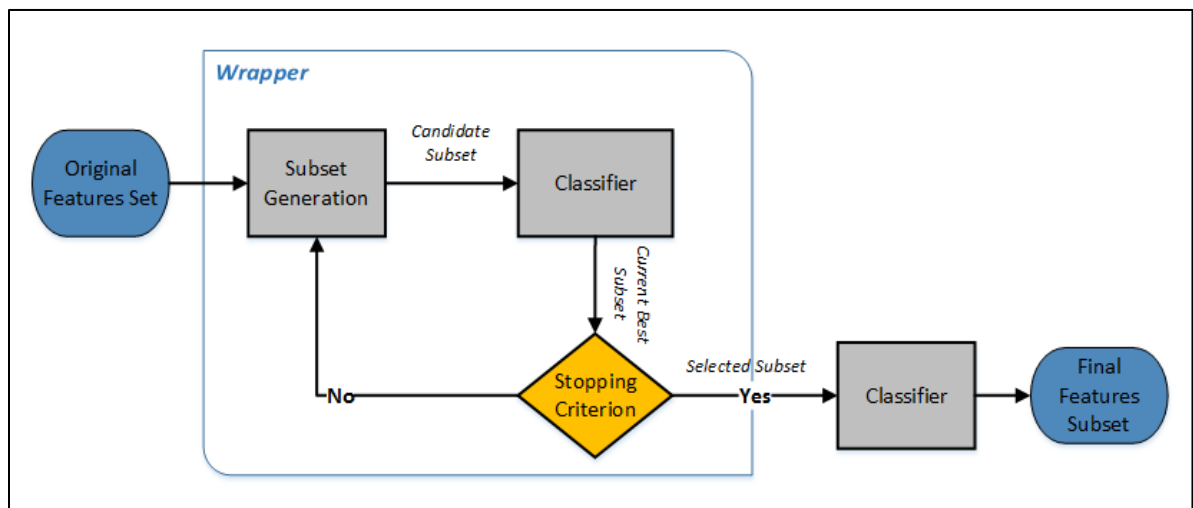 Wrapper
Original
Features Set
Subset
Generation
Candidate
Subset
Classifier
Current Best
Subset
Stopping
Criterion
No
Selected Subset
Yes
Classifier
Final
Features
Subset